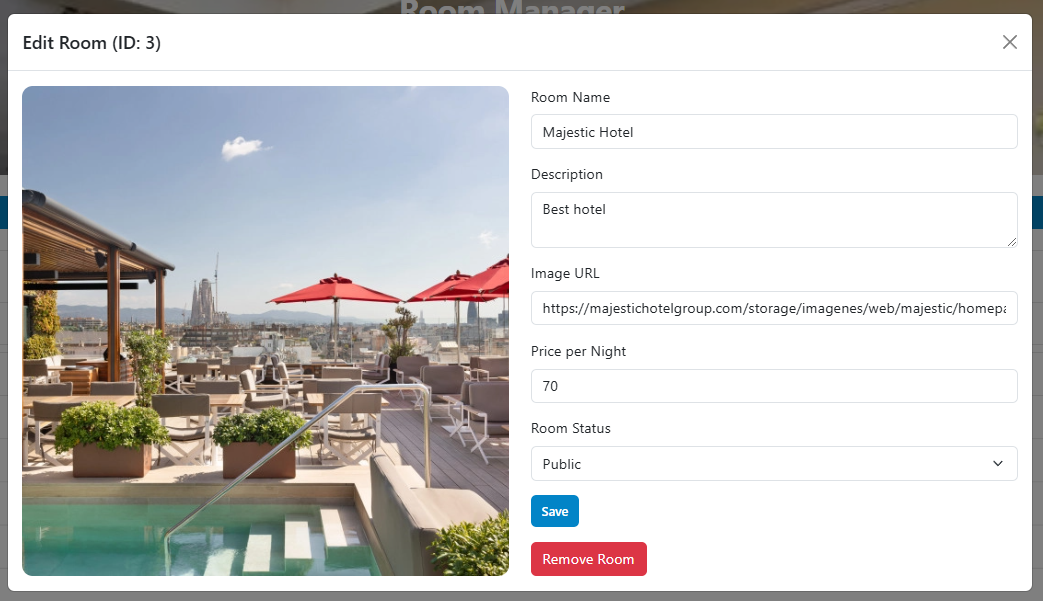 Room Manager
Edit Room (ID: 3)
Room Name
Majestic Hotel
Description
Best hotel
Image URL
https://majestichotelgroup.com/storage/imagenes/web/majestic/homepa
Price per Night
70
Room Status
Public
Save
Remove Room